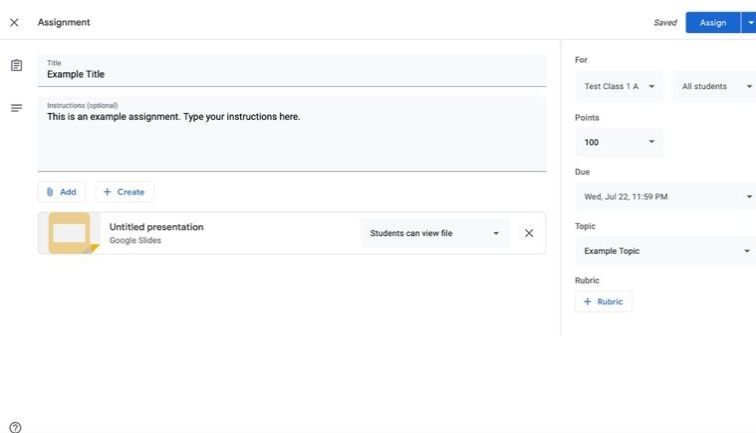 Assignment
Saved
Assign
Title
Example Title
Instructions (optional)
This is an example assignment. Type your instructions here.
Add
+ Create
Untitled presentation
Google Slides
Students can view file
For
Test Class 1 A
All students
Points
100
Due
Wed, Jul 22, 11:59 PM
Topic
Example Topic
Rubric
+ Rubric